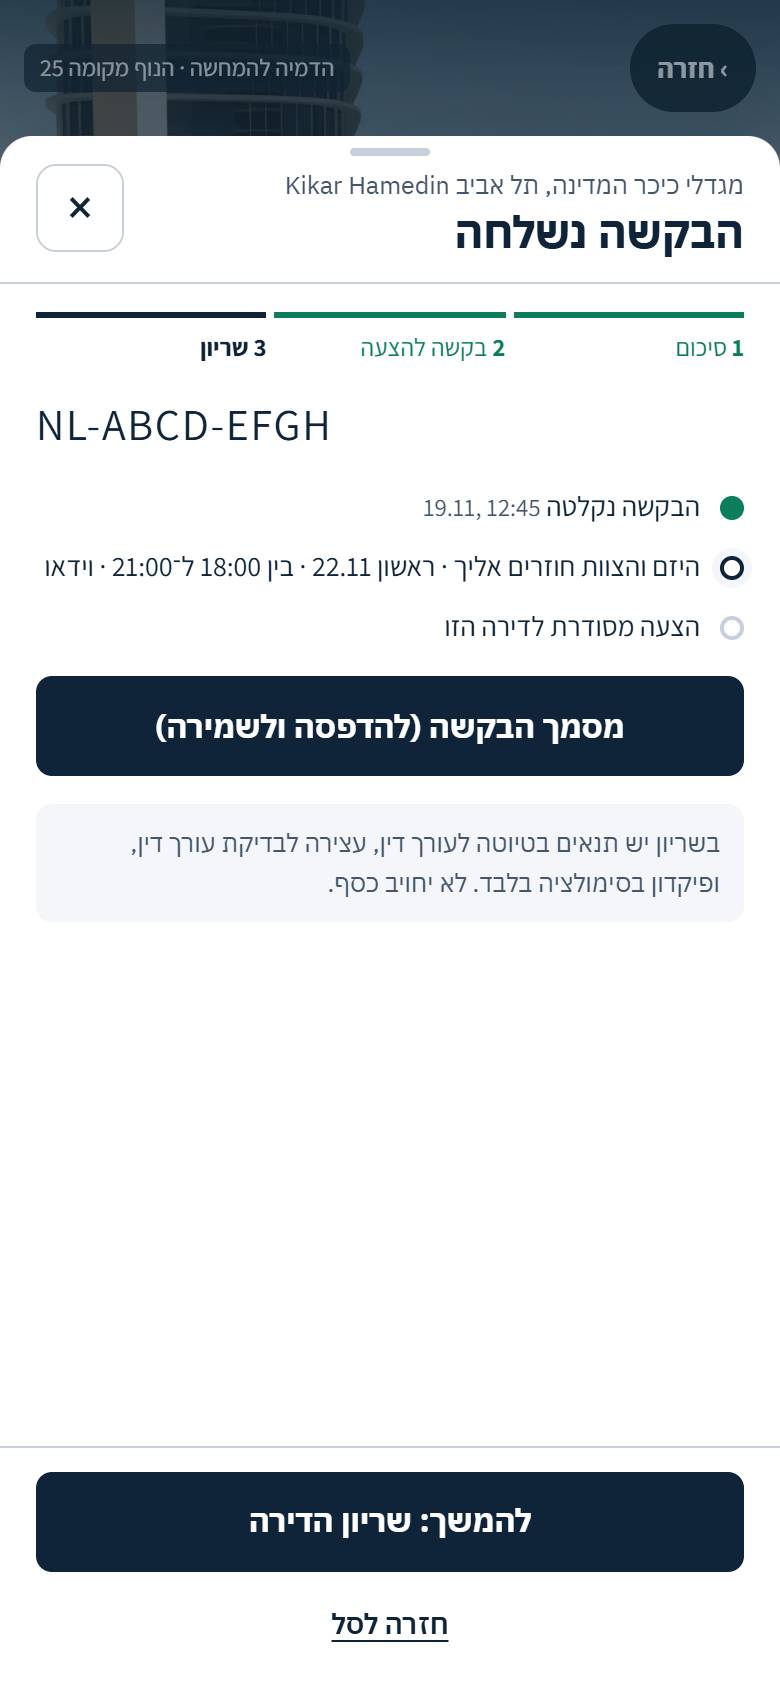 ‹ חזרה
הדמיה להמחשה · הנוף מקומה 25
מגדלי כיכר המדינה, תל אביב Kikar Hamedin
הבקשה נשלחה
×
1 סיכום
2 בקשה להצעה
3 שריון
NL-ABCD-EFGH
הבקשה נקלטה 19.11, 12:45
היזם והצוות חוזרים אליך · ראשון 22.11 · בין 18:00 ל־21:00 · וידאו
הצעה מסודרת לדירה הזו
מסמך הבקשה (להדפסה ולשמירה)
בשריון יש תנאים בטיוטה לעורך דין, עצירה לבדיקת עורך דין,
ופיקדון בסימולציה בלבד. לא יחויב כסף.
להמשך: שריון הדירה
חזרה לסל